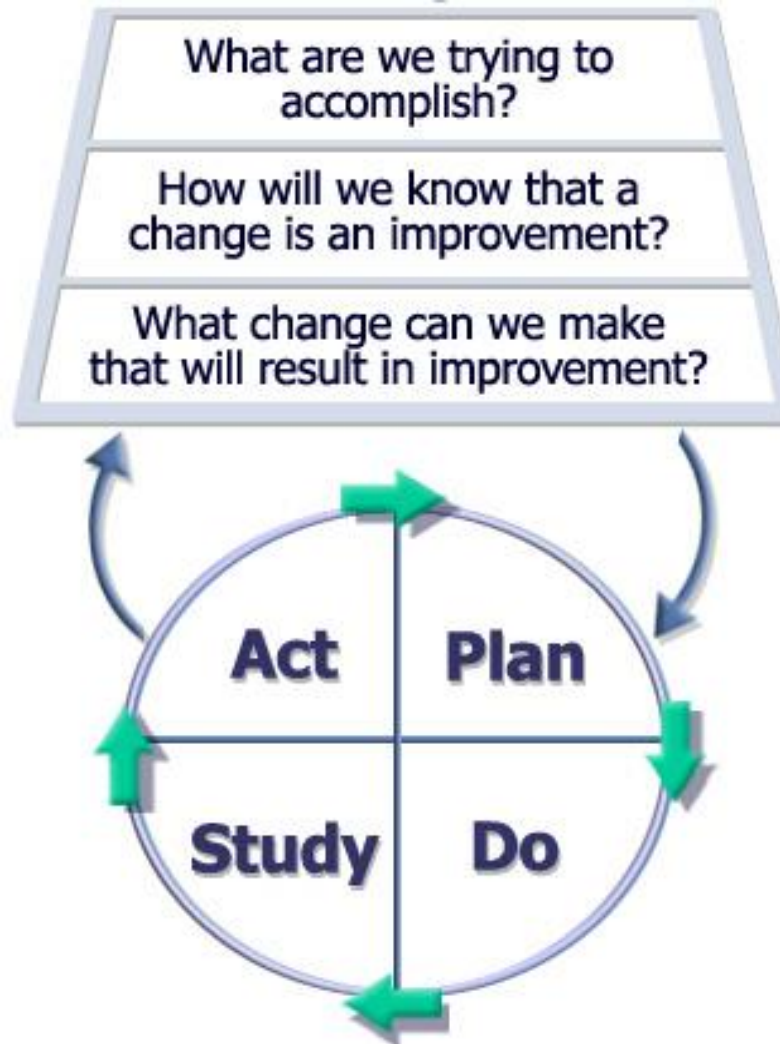 What are we trying to
accomplish?
How will we know that a
change is an improvement?
What change can we make
that will result in improvement?
Act
Plan
Study
Do